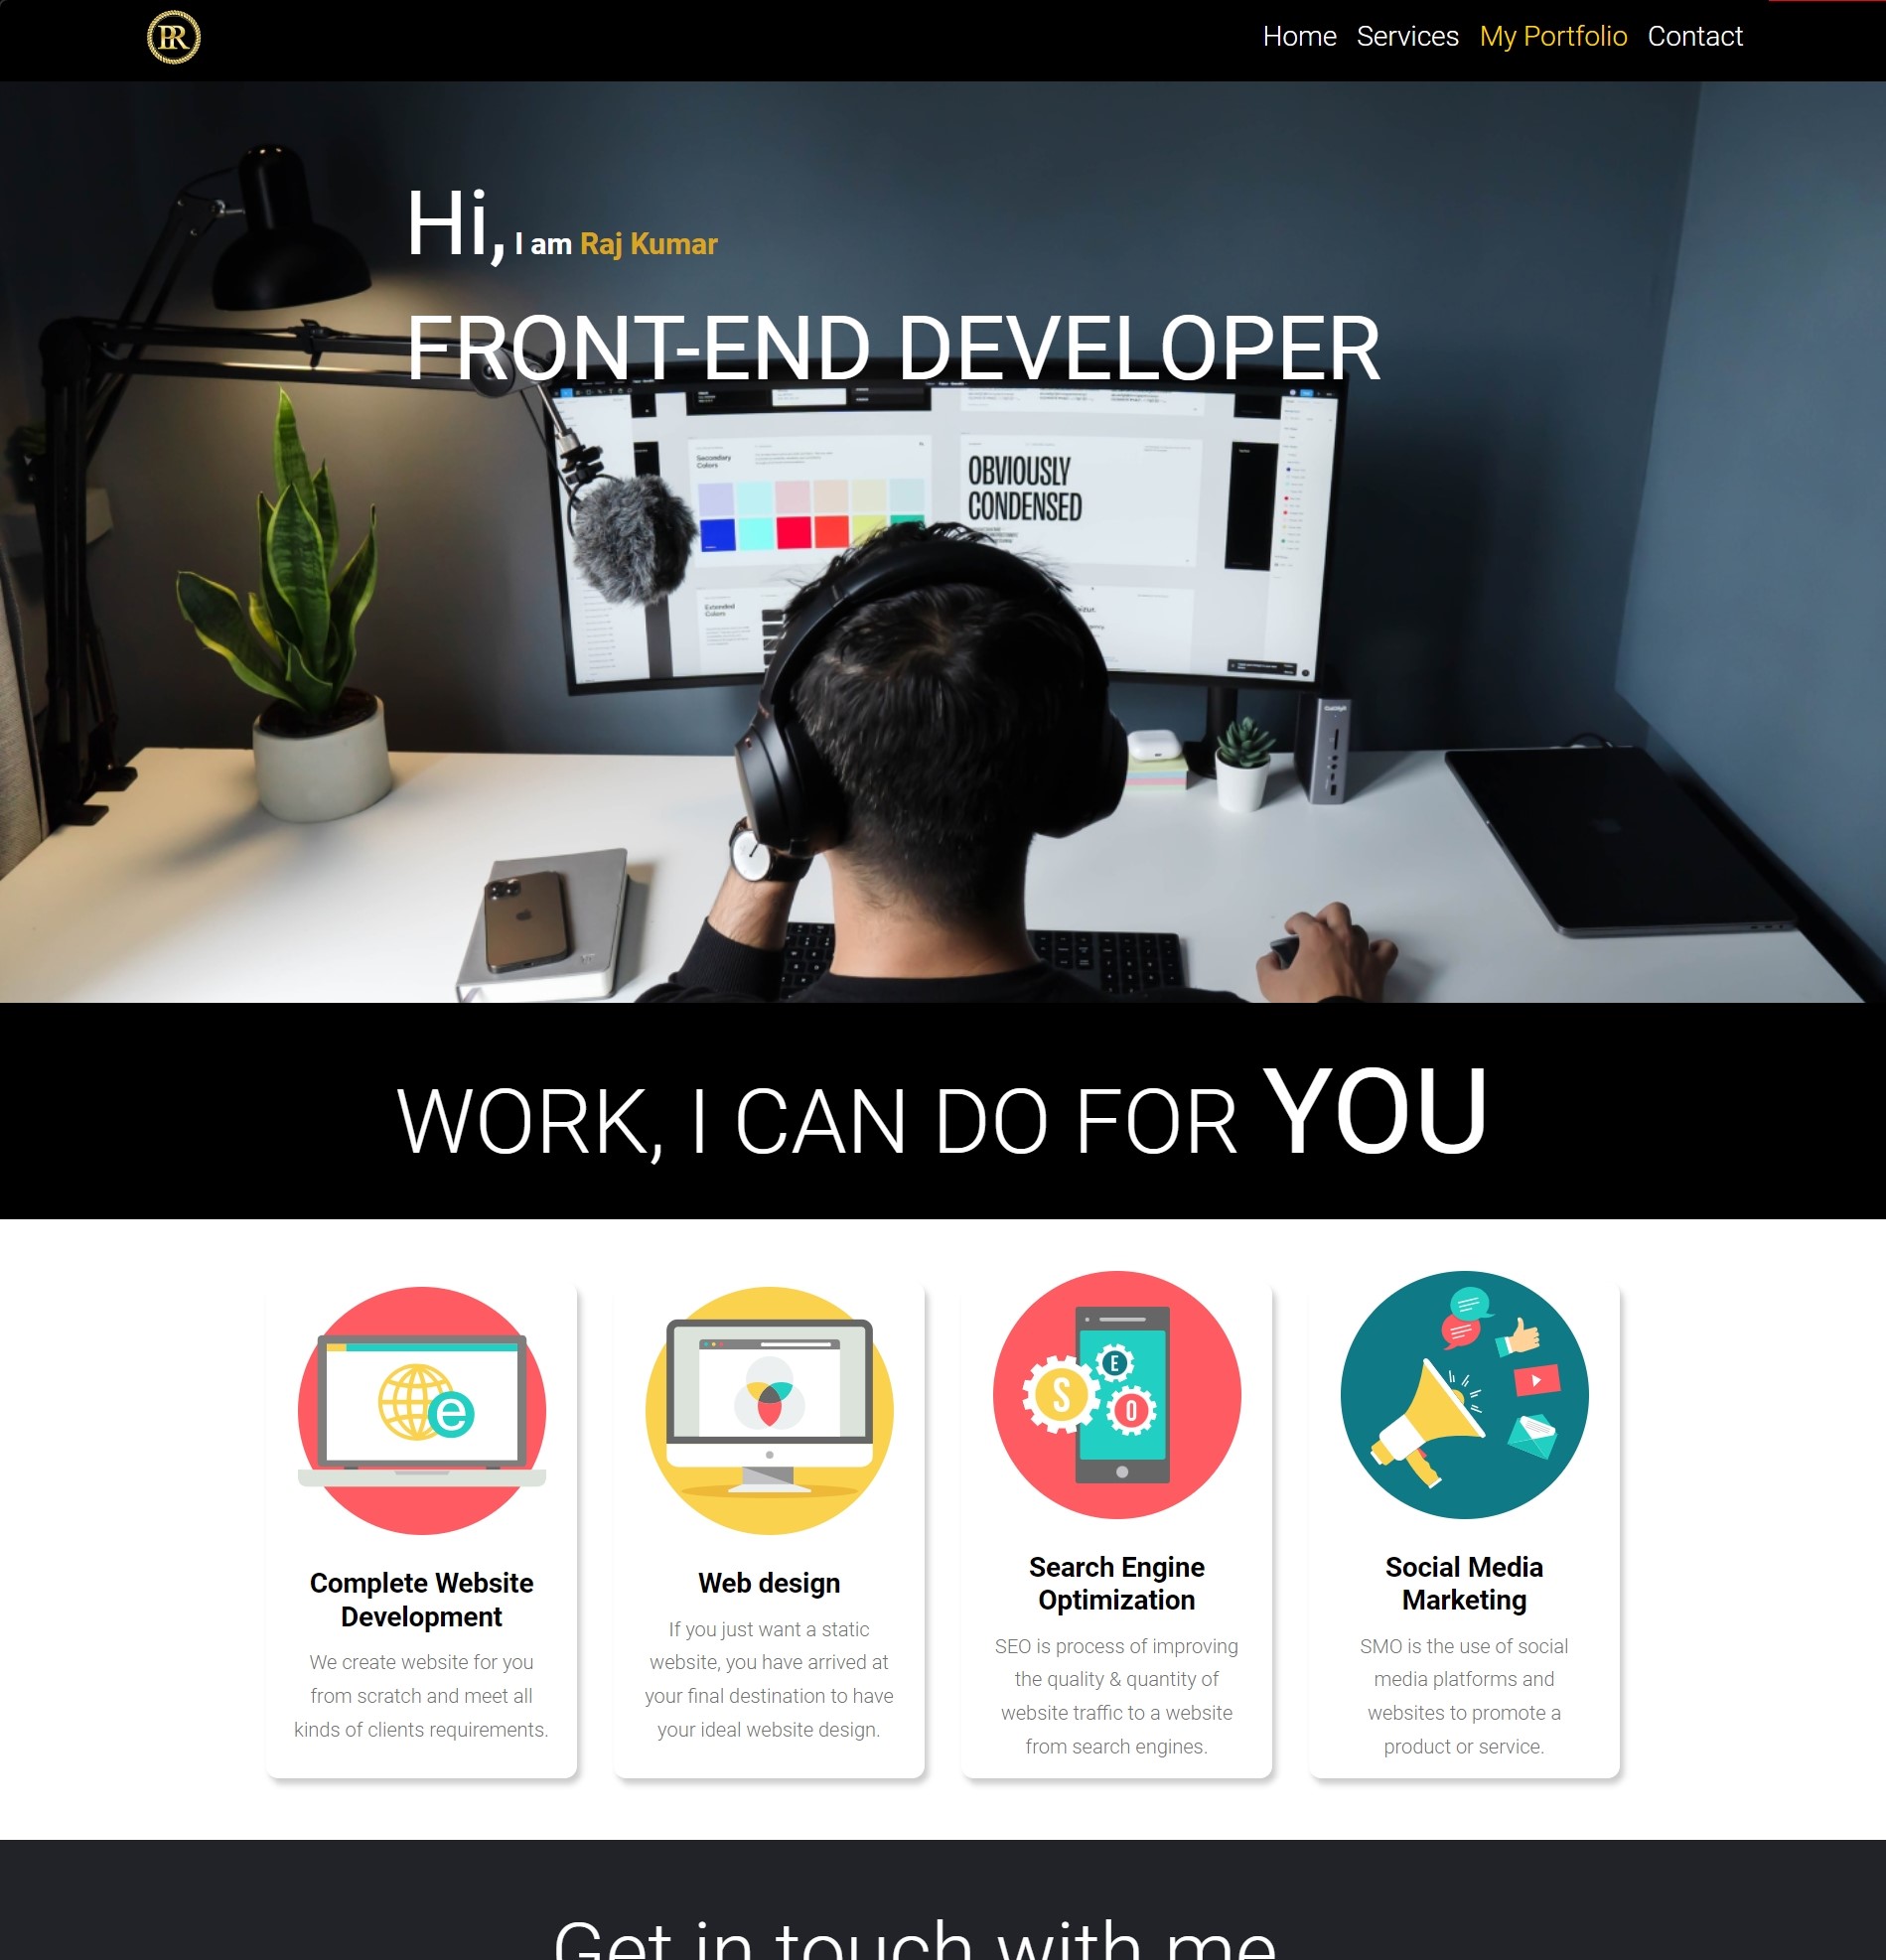 PR
Home Services My Portfolio Contact
Hi, I am Raj Kumar
FRONT-END DEVELOPER
Secondary
Colors
OBVIOUSLY
CONDENSED
Extended
Colors
WORK, I CAN DO FOR YOU
e
S E O
Complete Website
Development
We create website for you
from scratch and meet all
kinds of clients requirements.
Web design
If you just want a static
website, you have arrived at
your final destination to have
your ideal website design.
Search Engine
Optimization
SEO is process of improving
the quality & quantity of
website traffic to a website
from search engines.
Social Media
Marketing
SMO is the use of social
media platforms and
websites to promote a
product or service.
Get in touch with me